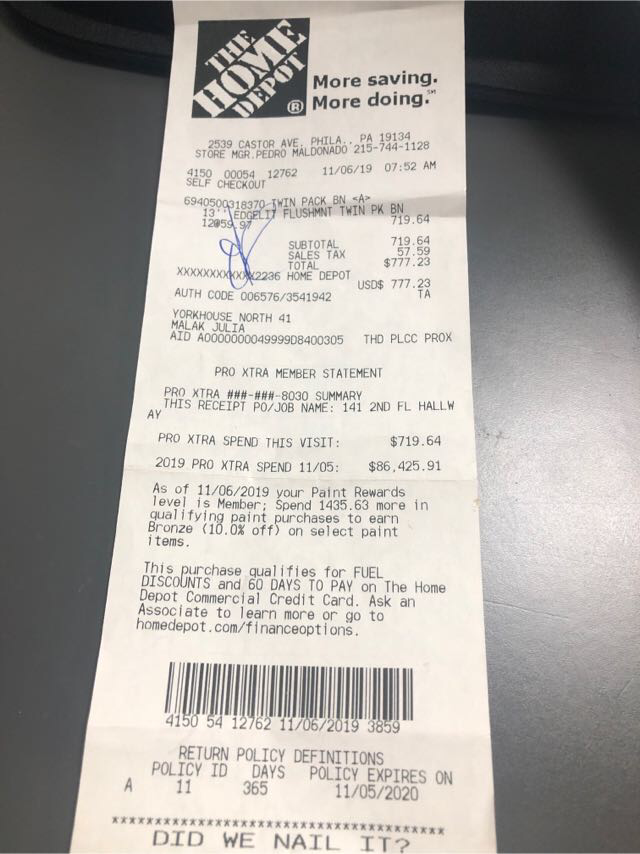 THE
HOME
DEPOT
®
More saving.
More doing.℠
2539 CASTOR AVE. PHILA., PA 19134
STORE MGR.PEDRO MALDONADO 215-744-1128
4150 00054 12762 11/06/19 07:52 AM
SELF CHECKOUT
6940500318370 TWIN PACK BN <A>
13'' EDGELIT FLUSHMNT TWIN PK BN
12@59.97 719.64
SUBTOTAL 719.64
SALES TAX 57.59
TOTAL $777.23
XXXXXXXXXXXX2236 HOME DEPOT
USD$ 777.23
AUTH CODE 006576/3541942 TA
YORKHOUSE NORTH 41
MALAK JULIA
AID A0000000049999D8400305 THD PLCC PROX
PRO XTRA MEMBER STATEMENT
PRO XTRA ###-###-8030 SUMMARY
THIS RECEIPT PO/JOB NAME: 141 2ND FL HALLW
AY
PRO XTRA SPEND THIS VISIT: $719.64
2019 PRO XTRA SPEND 11/05: $86,425.91
As of 11/06/2019 your Paint Rewards
level is Member; Spend 1435.63 more in
qualifying paint purchases to earn
Bronze (10.0% off) on select paint
items.
This purchase qualifies for FUEL
DISCOUNTS and 60 DAYS TO PAY on The Home
Depot Commercial Credit Card. Ask an
Associate to learn more or go to
homedepot.com/financeoptions.
4150 54 12762 11/06/2019 3859
RETURN POLICY DEFINITIONS
POLICY ID DAYS POLICY EXPIRES ON
A 11 365 11/05/2020
*******************************************
DID WE NAIL IT?